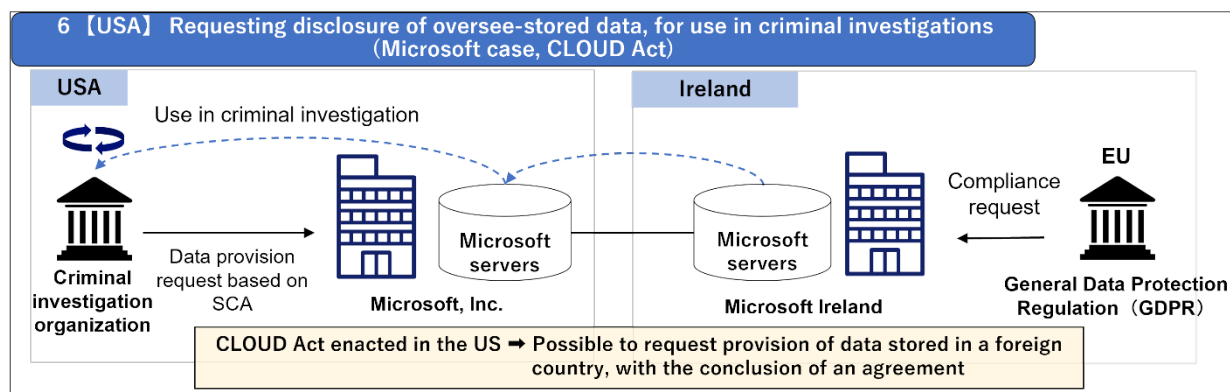 6 【USA】 Requesting disclosure of oversee-stored data, for use in criminal investigations
(Microsoft case, CLOUD Act)
USA
Ireland
Use in criminal investigation
EU
Compliance
request
Microsoft
servers
Microsoft
servers
Data provision
request based on
SCA
Criminal
investigation
organization
Microsoft, Inc.
Microsoft Ireland
General Data Protection
Regulation（GDPR）
CLOUD Act enacted in the US ➡ Possible to request provision of data stored in a foreign
country, with the conclusion of an agreement